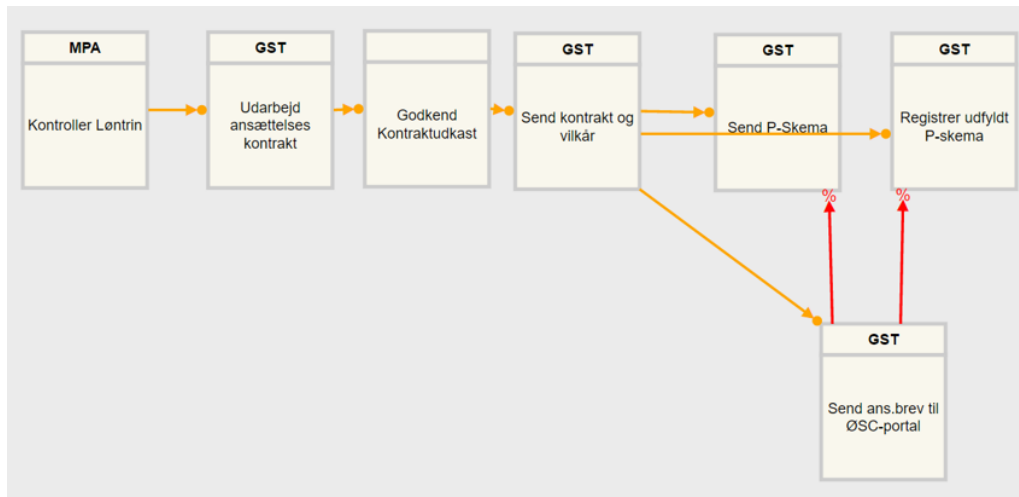 MPA
Kontroller Løntrin
GST
Udarbejd
ansættelses
kontrakt
Godkend
Kontraktudkast
GST
Send kontrakt og
vilkår
GST
Send P-Skema
GST
Registrer udfyldt
P-skema
%
%
GST
Send ans.brev til
ØSC-portal